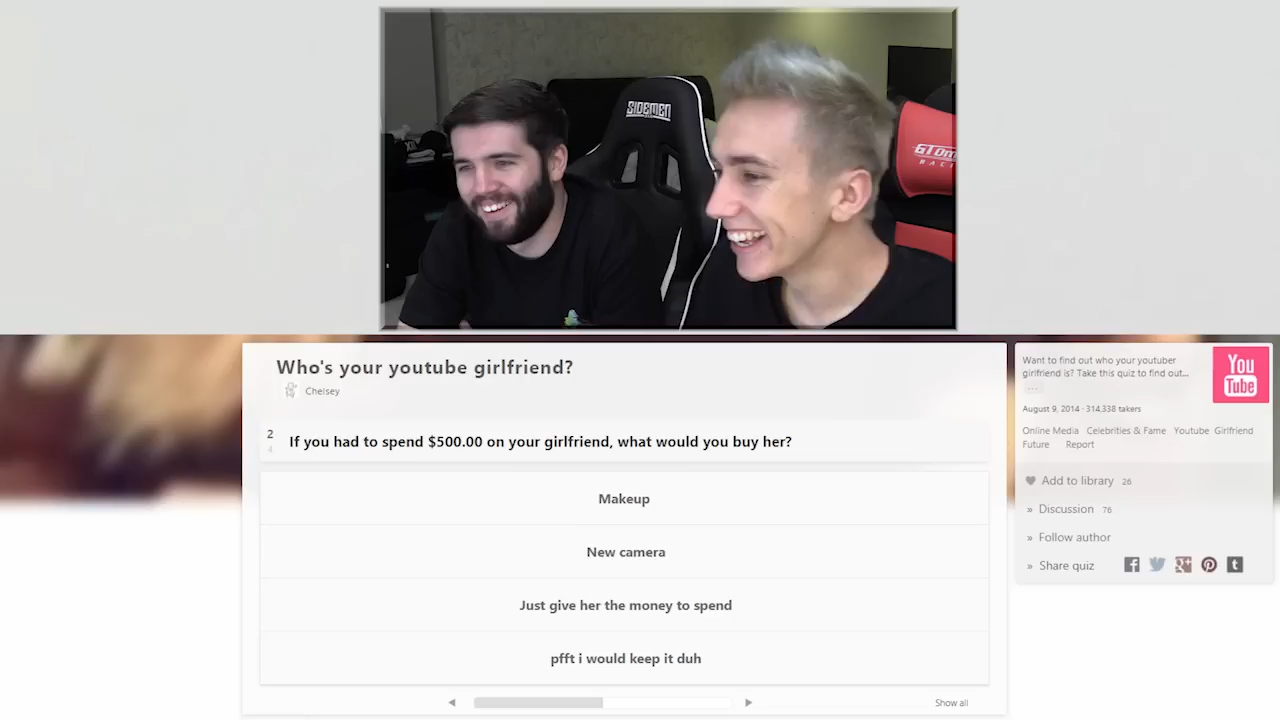 SIDEMEN
GTOM
RACI
Who's your youtube girlfriend?
Chelsey
2
4
If you had to spend $500.00 on your girlfriend, what would you buy her?
Makeup
New camera
Just give her the money to spend
pfft i would keep it duh
Show all
Want to find out who your youtuber
girlfriend is? Take this quiz to find out...
...
You
Tube
August 9, 2014 · 314,338 takers
Online Media Celebrities & Fame Youtube Girlfriend
Future Report
Add to library 26
» Discussion 76
» Follow author
» Share quiz